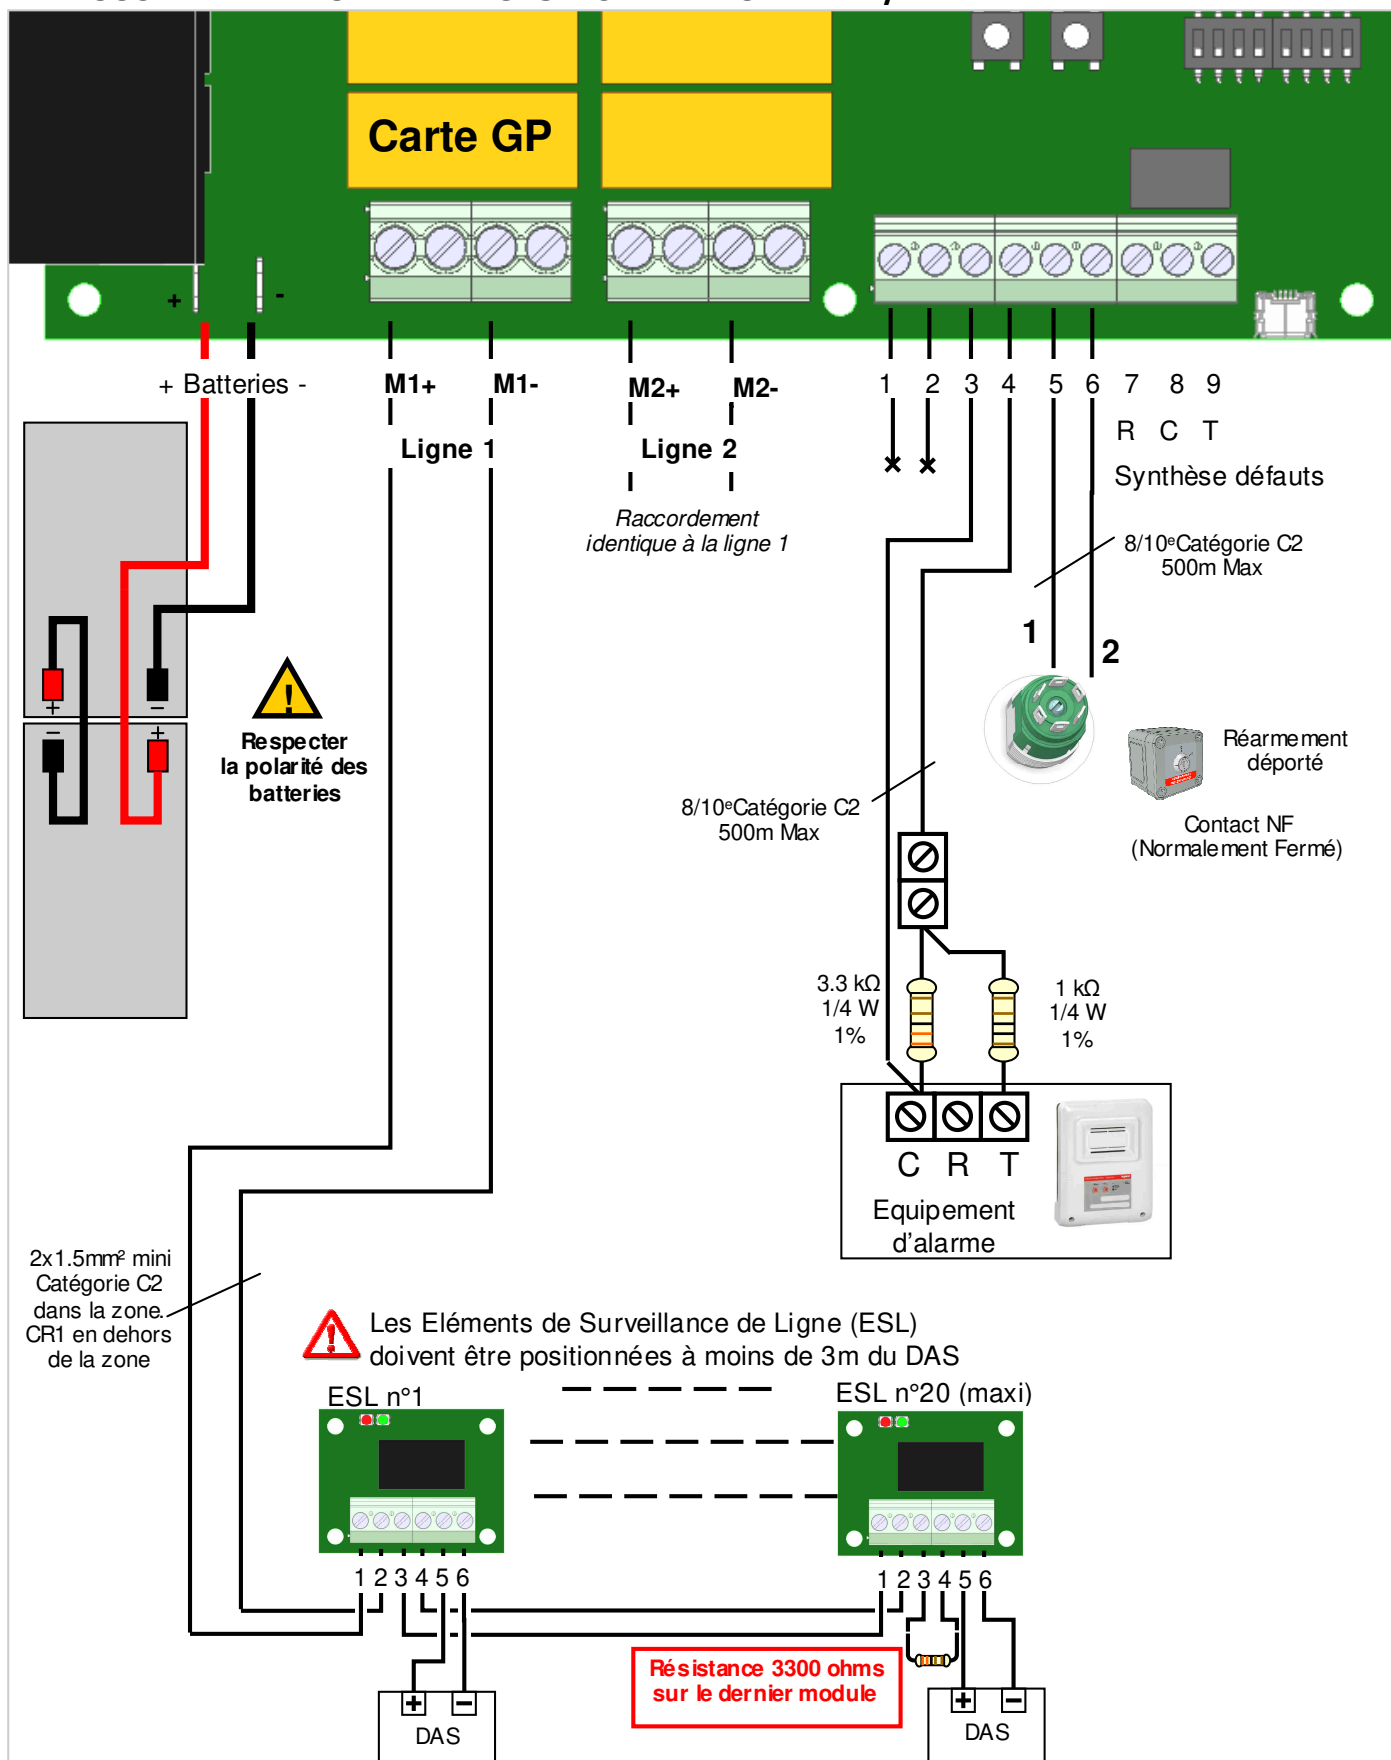 Carte GP
+ -
+ Batteries -
M1+ M1- M2+ M2-
1 2 3 4 5 6 7 8 9
R C T
Ligne 1
Ligne 2
Synthèse défauts
Raccordement
identique à la ligne 1
8/10eCatégorie C2
500m Max
1
2
+ −
− +
Respecter
la polarité des
batteries
Réarmement
déporté
Contact NF
(Normalement Fermé)
8/10eCatégorie C2
500m Max
3.3 kΩ
1/4 W
1%
1 kΩ
1/4 W
1%
C R T
Equipement
d'alarme
2x1.5mm² mini
Catégorie C2
dans la zone.
CR1 en dehors
de la zone
Les Eléments de Surveillance de Ligne (ESL)
doivent être positionnées à moins de 3m du DAS
ESL n°1
ESL n°20 (maxi)
1 2 3 4 5 6
1 2 3 4 5 6
Résistance 3300 ohms
sur le dernier module
+ −
DAS
+ −
DAS